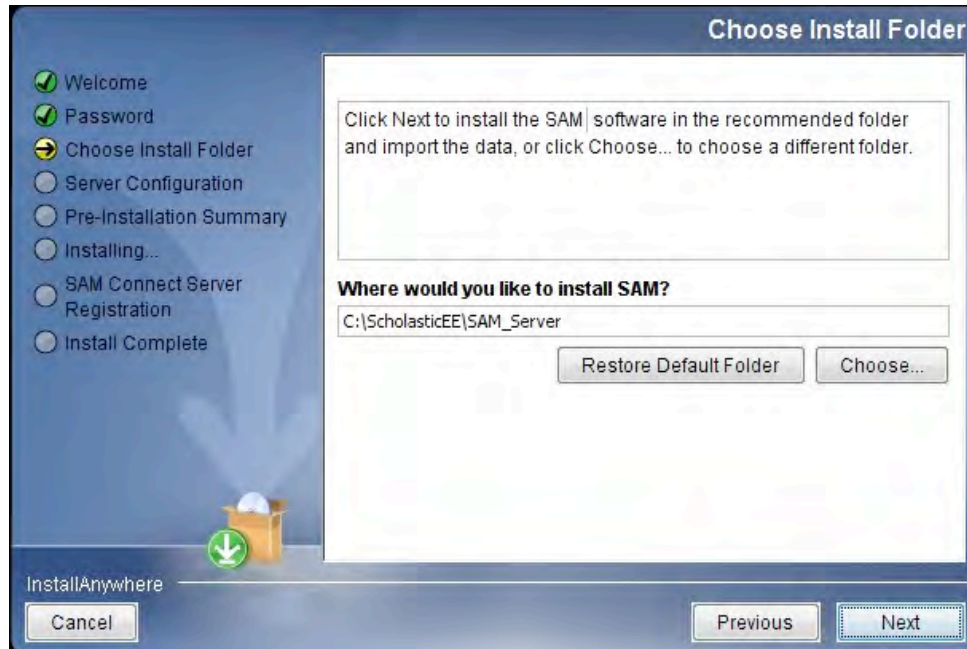 Choose Install Folder
Welcome
Password
Choose Install Folder
Server Configuration
Pre-Installation Summary
Installing...
SAM Connect Server
Registration
Install Complete
Click Next to install the SAM software in the recommended folder
and import the data, or click Choose... to choose a different folder.
Where would you like to install SAM?
C:\ScholasticEE\SAM_Server
Restore Default Folder
Choose...
InstallAnywhere
Cancel
Previous
Next